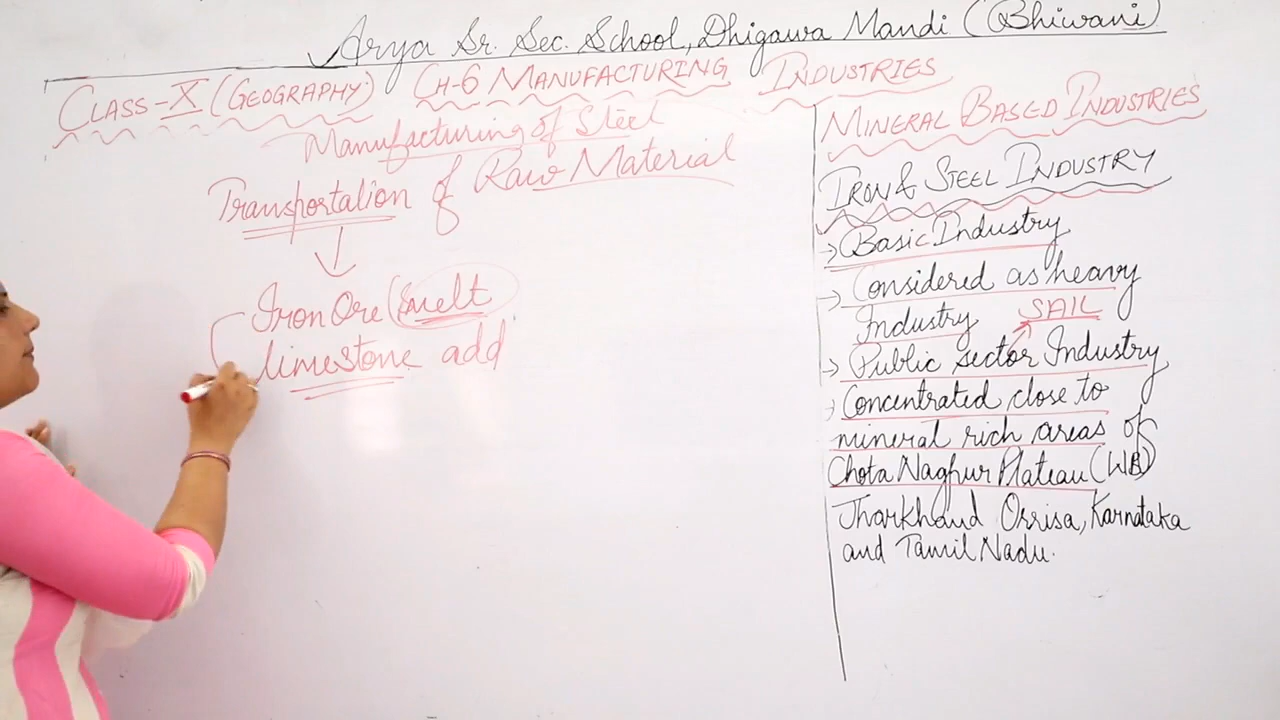 Arya Sr. Sec. School, Dhigawa Mandi (Bhiwani)
CLASS-X (GEOGRAPHY) CH-6 MANUFACTURING INDUSTRIES
Manufacturing of Steel
Transportation of Raw Material
Iron Ore (Smelt
limestone add
MINERAL BASED INDUSTRIES
IRON & STEEL INDUSTRY
→ Basic Industry
→ Considered as heavy
Industry SAIL
→ Public sector Industry
→ Concentrated close to
mineral rich areas of
Chota Nagpur Plateau (WB)
Jharkhand Orrisa, Karnataka
and Tamil Nadu.